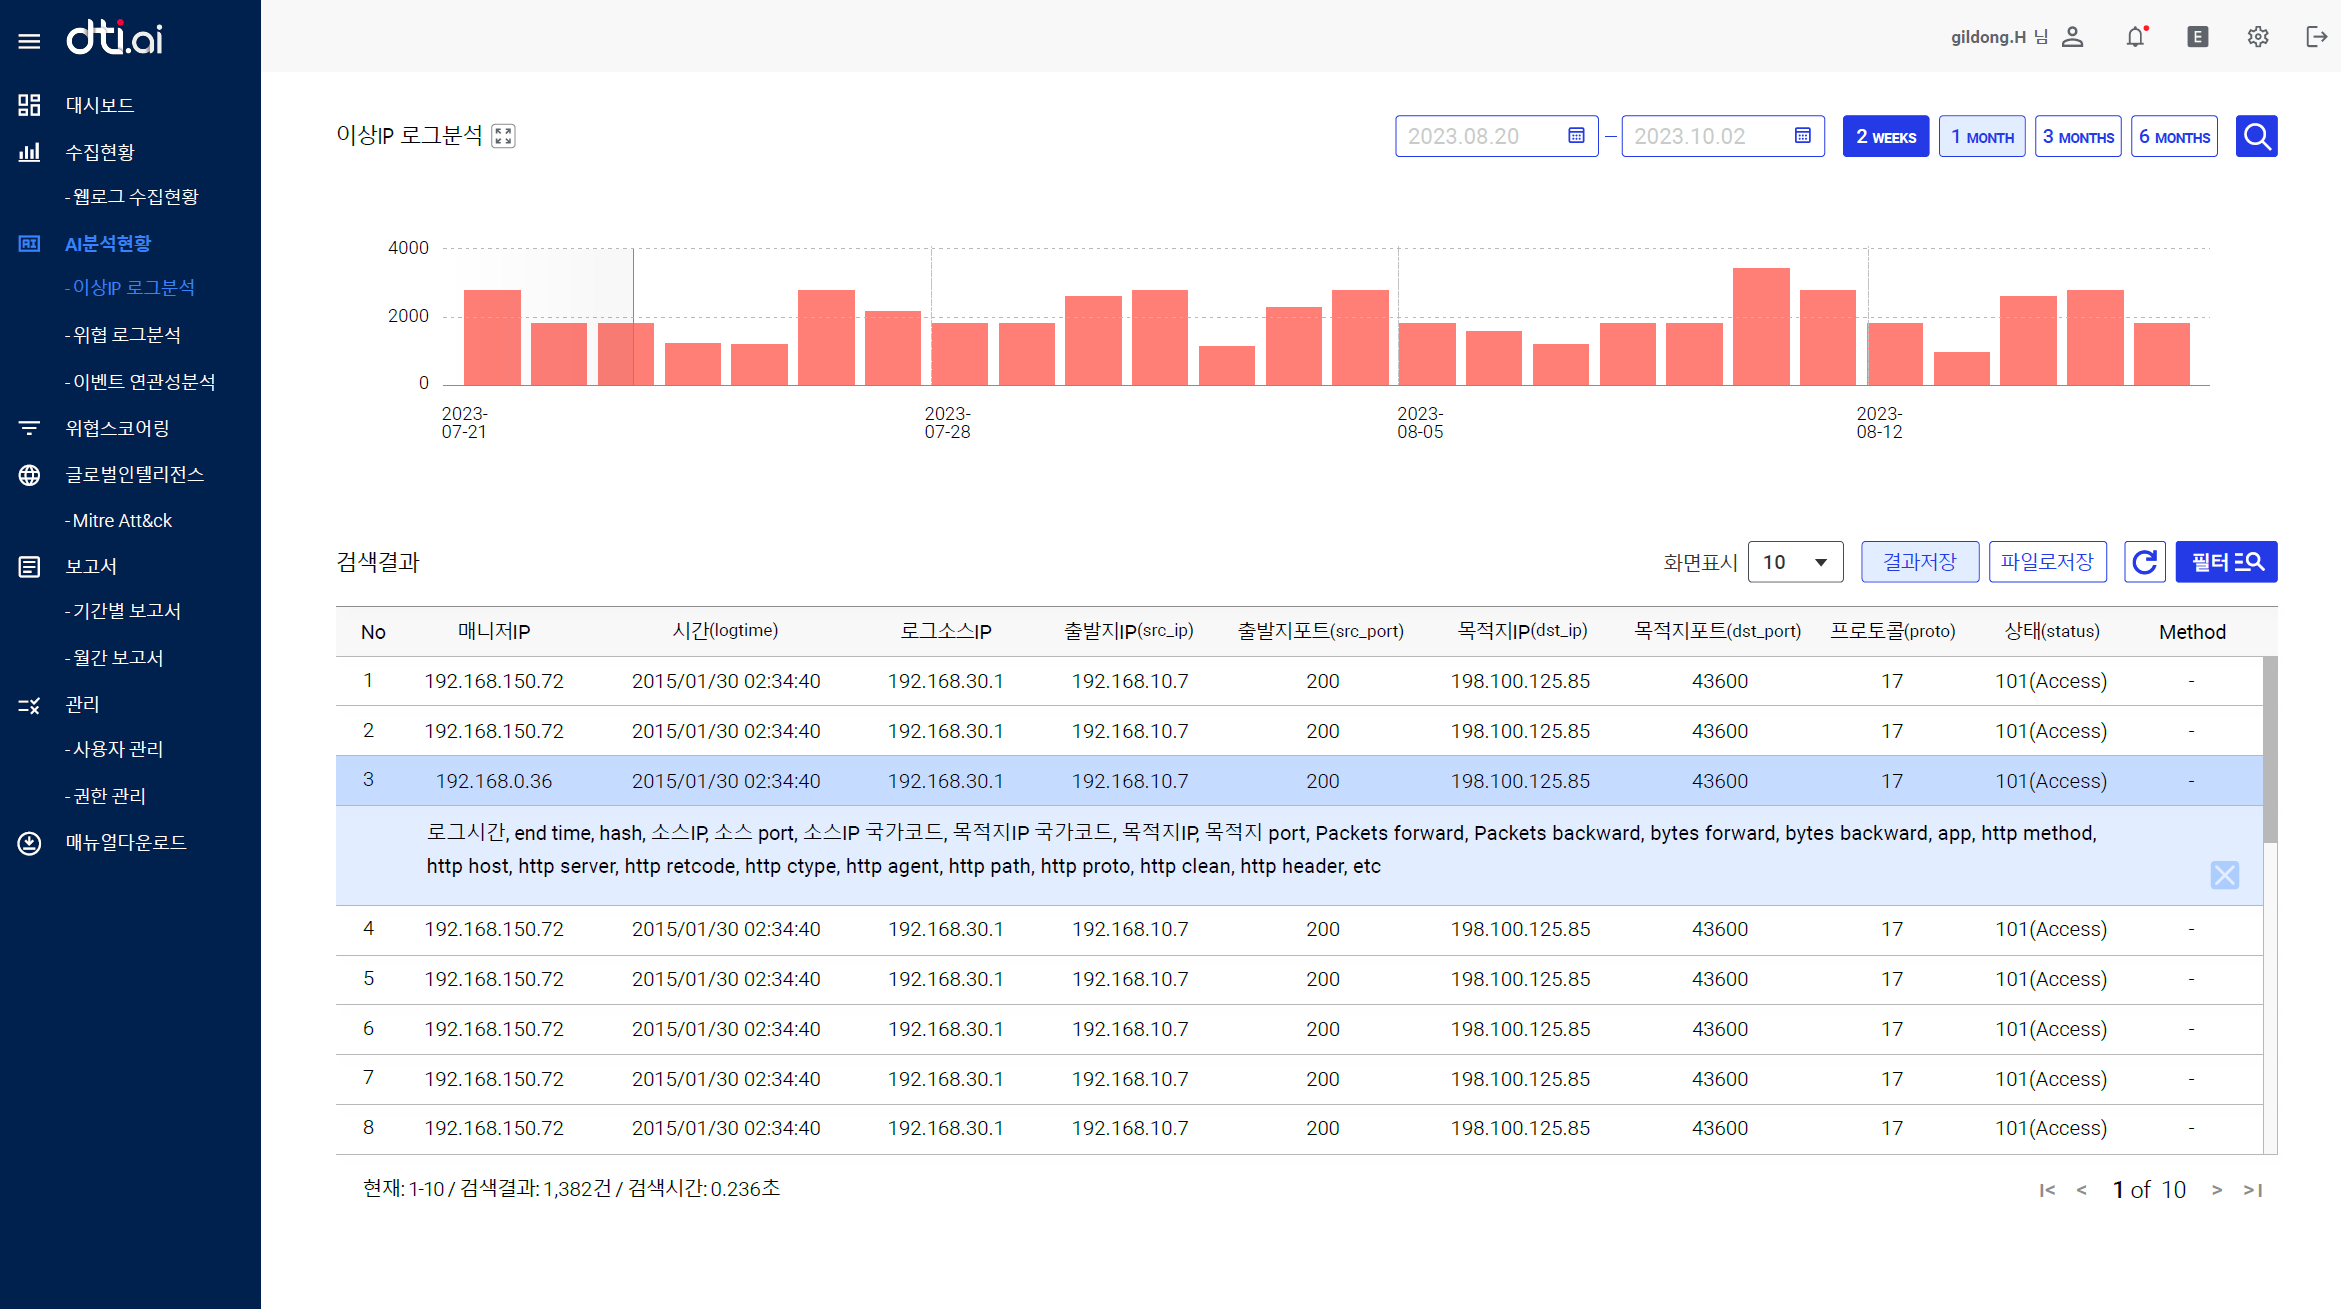 dti.ai
gildong.H 님
E
대시보드
수집현황
- 웹로그 수집현황
AI분석현황
- 이상IP 로그분석
- 위협 로그분석
- 이벤트 연관성분석
위협스코어링
글로벌인텔리전스
- Mitre Att&ck
보고서
- 기간별 보고서
- 월간 보고서
관리
- 사용자 관리
- 권한 관리
매뉴얼다운로드
이상IP 로그분석
2023.08.20 – 2023.10.02 2 WEEKS 1 MONTH 3 MONTHS 6 MONTHS
4000
2000
0
2023-07-21 2023-07-28 2023-08-05 2023-08-12
검색결과
화면표시 10 결과저장 파일로저장 필터
No 매니저IP 시간(logtime) 로그소스IP 출발지IP(src_ip) 출발지포트(src_port) 목적지IP(dst_ip) 목적지포트(dst_port) 프로토콜(proto) 상태(status) Method
1 192.168.150.72 2015/01/30 02:34:40 192.168.30.1 192.168.10.7 200 198.100.125.85 43600 17 101(Access) -
2 192.168.150.72 2015/01/30 02:34:40 192.168.30.1 192.168.10.7 200 198.100.125.85 43600 17 101(Access) -
3 192.168.0.36 2015/01/30 02:34:40 192.168.30.1 192.168.10.7 200 198.100.125.85 43600 17 101(Access) -
로그시간, end time, hash, 소스IP, 소스 port, 소스IP 국가코드, 목적지IP 국가코드, 목적지IP, 목적지 port, Packets forward, Packets backward, bytes forward, bytes backward, app, http method,
http host, http server, http retcode, http ctype, http agent, http path, http proto, http clean, http header, etc
4 192.168.150.72 2015/01/30 02:34:40 192.168.30.1 192.168.10.7 200 198.100.125.85 43600 17 101(Access) -
5 192.168.150.72 2015/01/30 02:34:40 192.168.30.1 192.168.10.7 200 198.100.125.85 43600 17 101(Access) -
6 192.168.150.72 2015/01/30 02:34:40 192.168.30.1 192.168.10.7 200 198.100.125.85 43600 17 101(Access) -
7 192.168.150.72 2015/01/30 02:34:40 192.168.30.1 192.168.10.7 200 198.100.125.85 43600 17 101(Access) -
8 192.168.150.72 2015/01/30 02:34:40 192.168.30.1 192.168.10.7 200 198.100.125.85 43600 17 101(Access) -
현재: 1-10 / 검색결과: 1,382건 / 검색시간: 0.236초
I< < 1 of 10 > >I